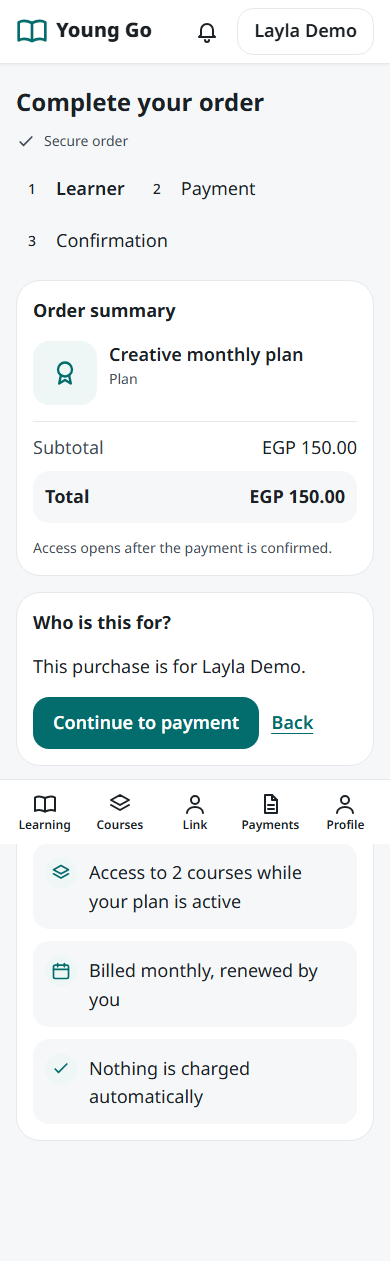 Young Go
Layla Demo
Complete your order
Secure order
1 Learner 2 Payment
3 Confirmation
Order summary
Creative monthly plan
Plan
Subtotal EGP 150.00
Total EGP 150.00
Access opens after the payment is confirmed.
Who is this for?
This purchase is for Layla Demo.
Continue to payment Back
Learning Courses Link Payments Profile
Access to 2 courses while
your plan is active
Billed monthly, renewed by
you
Nothing is charged
automatically